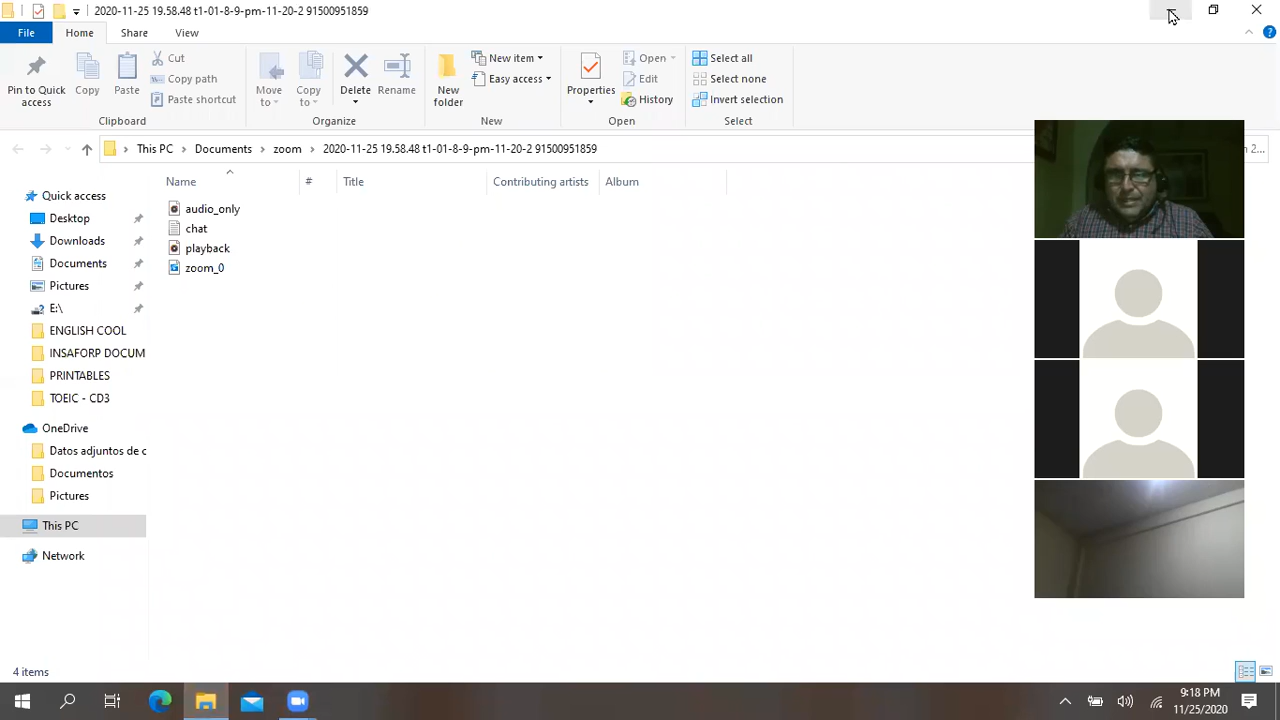 2020-11-25 19.58.48 t1-01-8-9-pm-11-20-2 91500951859
File Home Share View
Pin to Quick access
Copy
Paste
Cut
Copy path
Paste shortcut
Move to
Copy to
Delete
Rename
New folder
New item
Easy access
Properties
Open
Edit
History
Select all
Select none
Invert selection
Clipboard Organize New Open Select
This PC Documents zoom 2020-11-25 19.58.48 t1-01-8-9-pm-11-20-2 91500951859
2...
Name # Title Contributing artists Album
audio_only
chat
playback
zoom_0
Quick access
Desktop
Downloads
Documents
Pictures
E:\
ENGLISH COOL
INSAFORP DOCUM
PRINTABLES
TOEIC - CD3
OneDrive
Datos adjuntos de c
Documentos
Pictures
This PC
Network
4 items
9:18 PM
11/25/2020